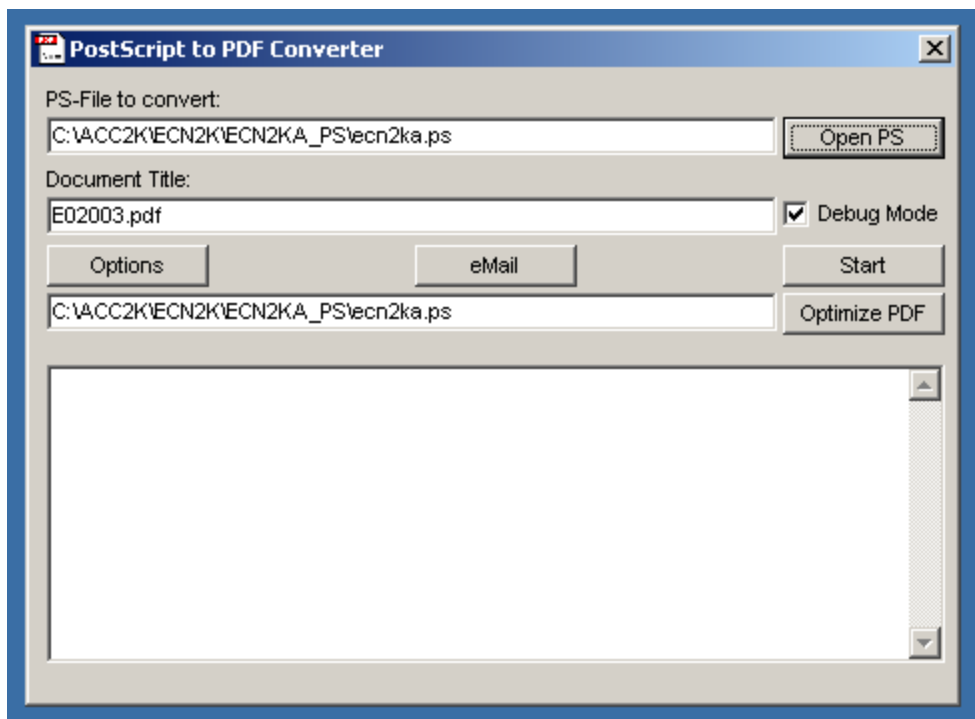 PostScript to PDF Converter
PS-File to convert:
C:\ACC2K\ECN2K\ECN2KA_PS\ecn2ka.ps
Open PS
Document Title:
E02003.pdf
Debug Mode
Options
eMail
Start
C:\ACC2K\ECN2K\ECN2KA_PS\ecn2ka.ps
Optimize PDF